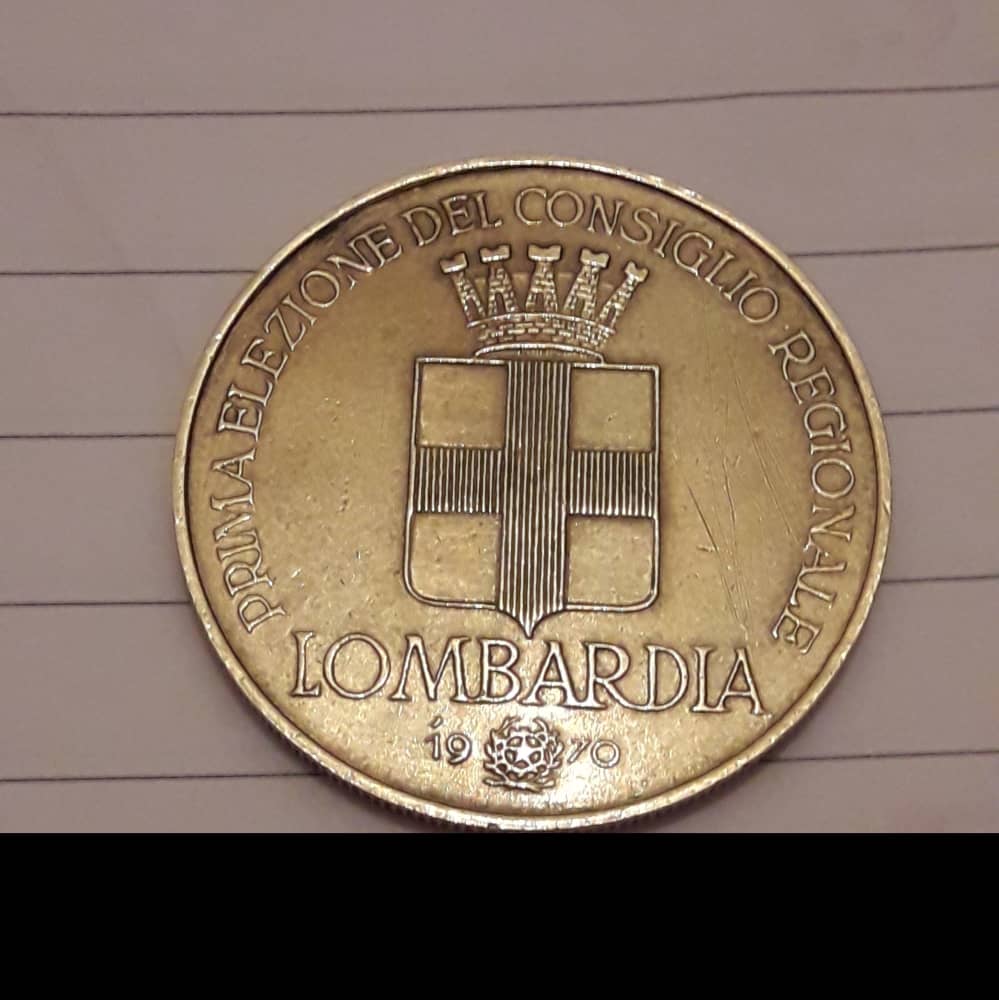 PRIMA ELEZIONE DEL CONSIGLIO REGIONALE
LOMBARDIA
1970